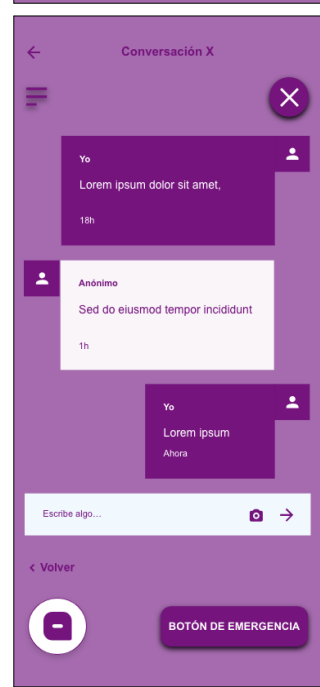 Conversación X
Yo
Lorem ipsum dolor sit amet,
18h
Anónimo
Sed do eiusmod tempor incididunt
1h
Yo
Lorem ipsum
Ahora
Escribe algo...
< Volver
BOTÓN DE EMERGENCIA